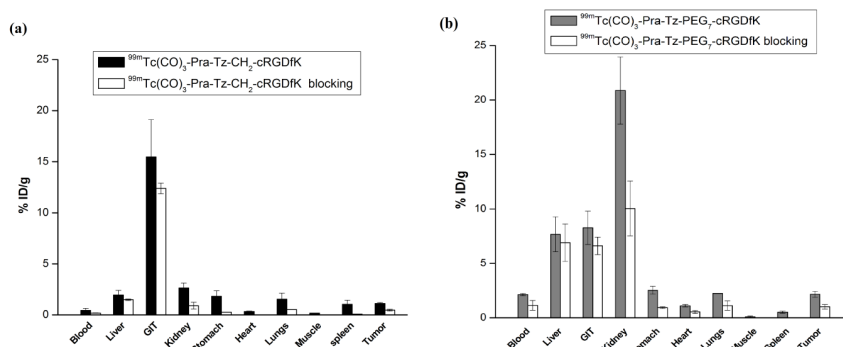 (a)
99mTc(CO)3-Pra-Tz-CH2-cRGDfK
99mTc(CO)3-Pra-Tz-CH2-cRGDfK blocking
% ID/g
25
20
15
10
5
0
Blood Liver GIT Kidney Stomach Heart Lungs Muscle spleen Tumor
(b)
99mTc(CO)3-Pra-Tz-PEG7-cRGDfK
99mTc(CO)3-Pra-Tz-PEG7-cRGDfK blocking
% ID/g
25
20
15
10
5
0
Blood Liver GIT Kidney Heart Lungs Muscle Spleen Tumor